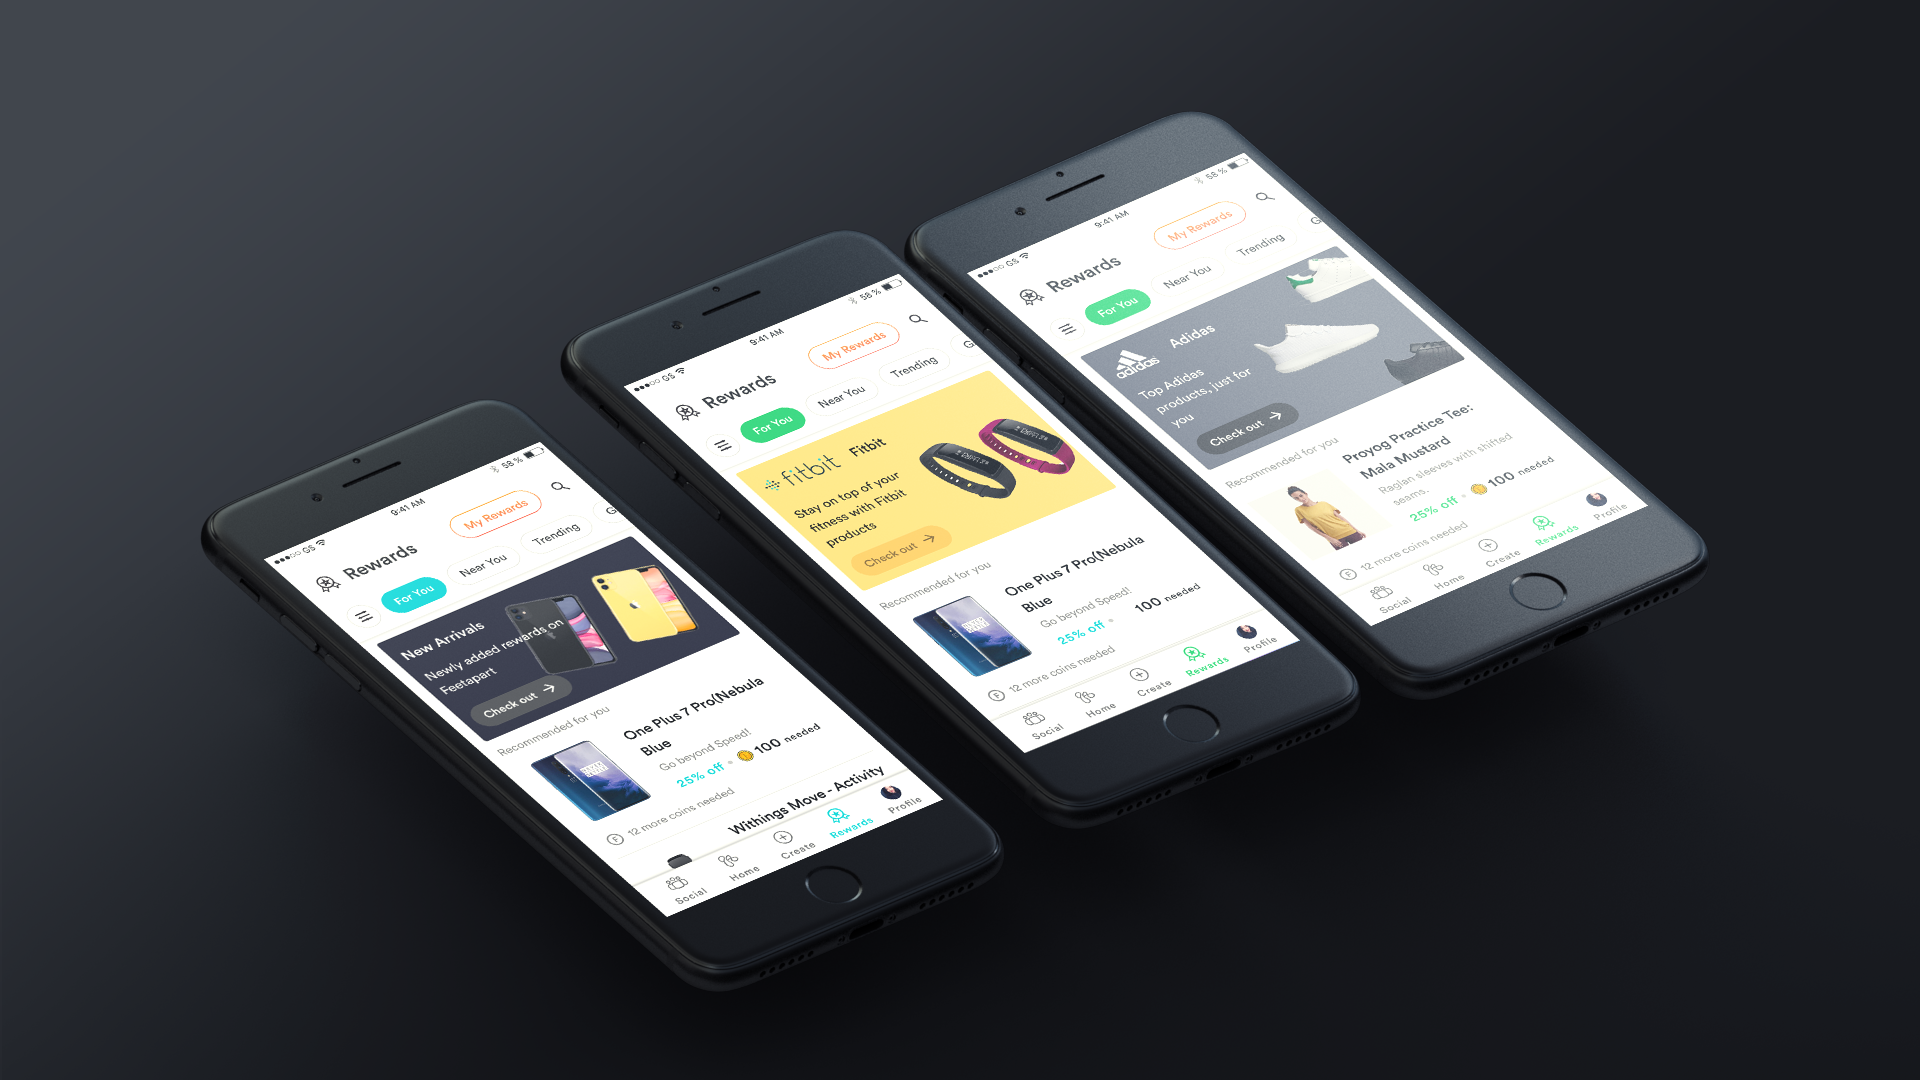 GS
9:41 AM
58 %
Rewards
My Rewards
For You
Near You
Trending
G
New Arrivals
Newly added rewards on
Feetapart
Check out
Recommended for you
One Plus 7 Pro(Nebula
Blue
Go beyond Speed!
25% off
100 needed
F
12 more coins needed
Withings Move - Activity
Social
Home
Create
Rewards
Profile
GS
9:41 AM
58 %
Rewards
My Rewards
For You
Near You
Trending
G
fitbit
Fitbit
Stay on top of your
fitness with Fitbit
products
Check out
Recommended for you
One Plus 7 Pro(Nebula
Blue
Go beyond Speed!
25% off
100 needed
F
12 more coins needed
Social
Home
Create
Rewards
Profile
GS
9:41 AM
58 %
Rewards
My Rewards
For You
Near You
Trending
G
adidas
Adidas
Top Adidas
products, just for
you
Check out
Recommended for you
Proyog Practice Tee:
Mala Mustard
Raglan sleeves with shifted
seams.
25% off
100 needed
F
12 more coins needed
Social
Home
Create
Rewards
Profile